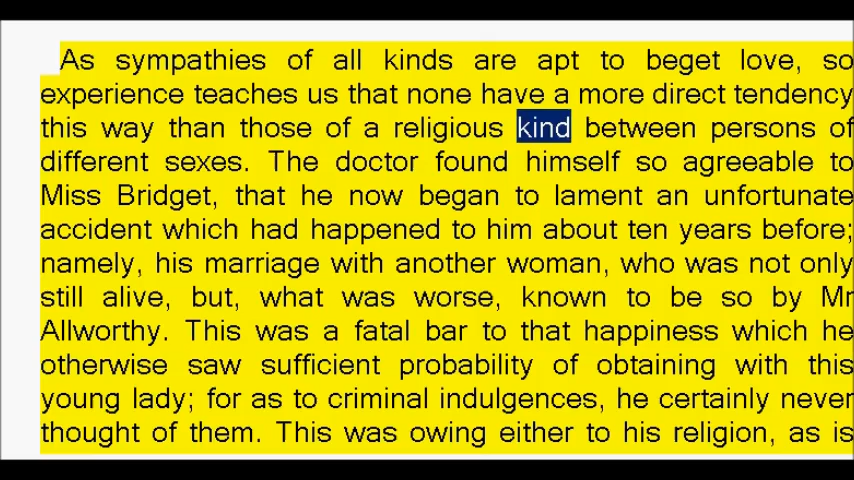 As sympathies of all kinds are apt to beget love, so
experience teaches us that none have a more direct tendency
this way than those of a religious kind between persons of
different sexes. The doctor found himself so agreeable to
Miss Bridget, that he now began to lament an unfortunate
accident which had happened to him about ten years before;
namely, his marriage with another woman, who was not only
still alive, but, what was worse, known to be so by Mr
Allworthy. This was a fatal bar to that happiness which he
otherwise saw sufficient probability of obtaining with this
young lady; for as to criminal indulgences, he certainly never
thought of them. This was owing either to his religion, as is